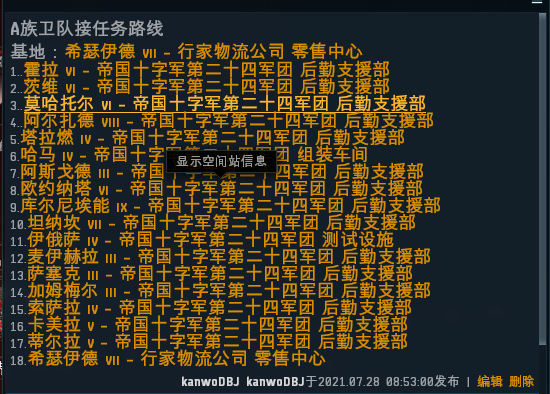 A族卫队接任务路线
基地：希瑟伊德 VII - 行家物流公司 零售中心
1..霍拉 VI - 帝国十字军第二十四军团 后勤支援部
2..茨维 VI - 帝国十字军第二十四军团 后勤支援部
3..莫哈托尔 VI - 帝国十字军第二十四军团 后勤支援部
4..阿尔扎德 VIII - 帝国十字军第二十四军团 后勤支援部
5..塔拉燃 IV - 帝国十字军第二十四军团 后勤支援部
6..哈马 IV - 帝国十字军第二十四军团 组装车间
显示空间站信息
7..阿斯戈德 III - 帝国十字军第二十四军团 后勤支援部
8..欧约纳塔 VI - 帝国十字军第二十四军团 后勤支援部
9..库尔尼埃能 IX - 帝国十字军第二十四军团 后勤支援部
10.坦纳坎 VII - 帝国十字军第二十四军团 后勤支援部
11.伊俄萨 IV - 帝国十字军第二十四军团 测试设施
12.麦伊赫拉 III - 帝国十字军第二十四军团 后勤支援部
13.萨塞克 III - 帝国十字军第二十四军团 后勤支援部
14.加姆梅尔 III - 帝国十字军第二十四军团 后勤支援部
15.索萨拉 IV - 帝国十字军第二十四军团 后勤支援部
16.卡美拉 V - 帝国十字军第二十四军团 后勤支援部
17.蒂尔拉 V - 帝国十字军第二十四军团 后勤支援部
18.希瑟伊德 VII - 行家物流公司 零售中心
kanwoDBJ kanwoDBJ于2021.07.28 08:53:00发布 | 编辑 删除